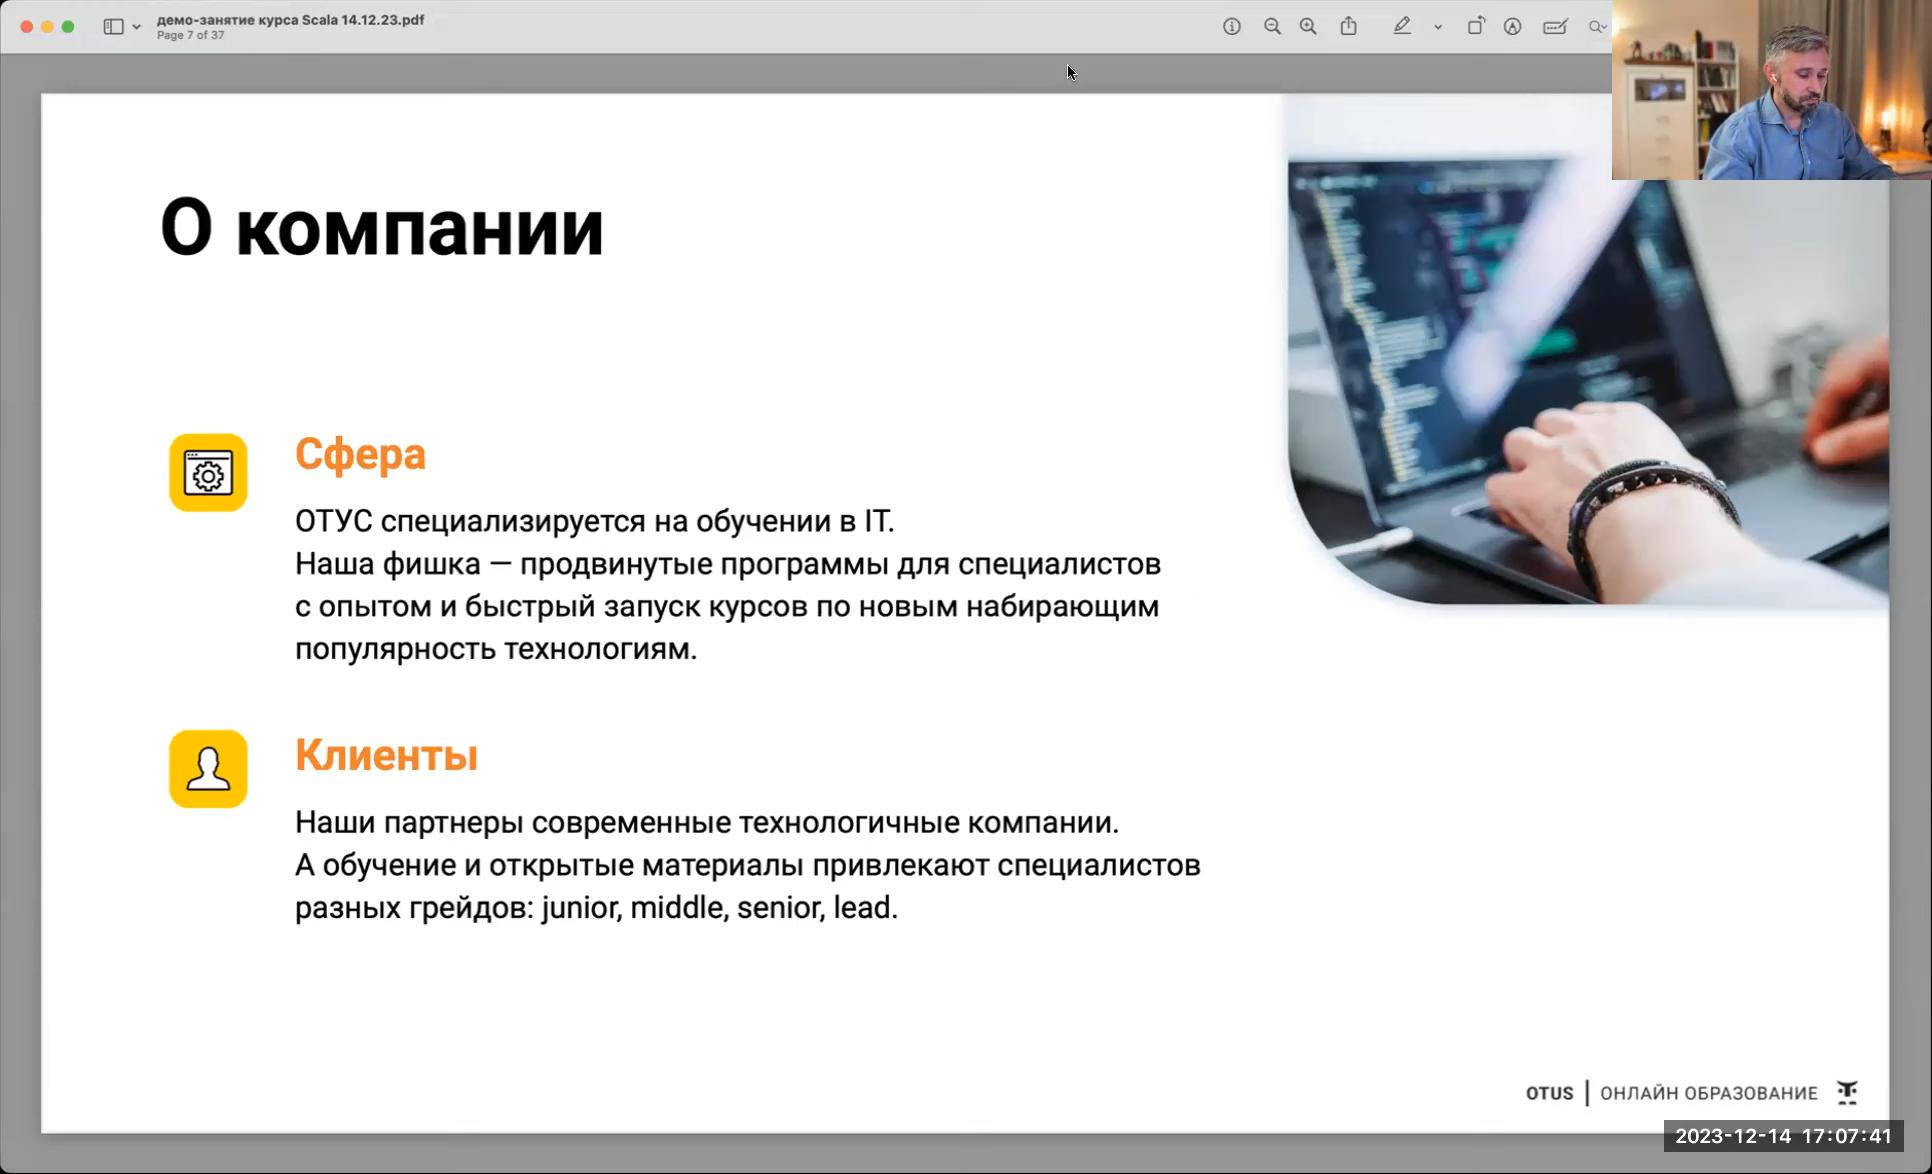 демо-занятие курса Scala 14.12.23.pdf
Page 7 of 37
О компании
Сфера
ОТУС специализируется на обучении в IT.
Наша фишка — продвинутые программы для специалистов
с опытом и быстрый запуск курсов по новым набирающим
популярность технологиям.
Клиенты
Наши партнеры современные технологичные компании.
А обучение и открытые материалы привлекают специалистов
разных грейдов: junior, middle, senior, lead.
OTUS | ОНЛАЙН ОБРАЗОВАНИЕ
2023-12-14 17:07:41